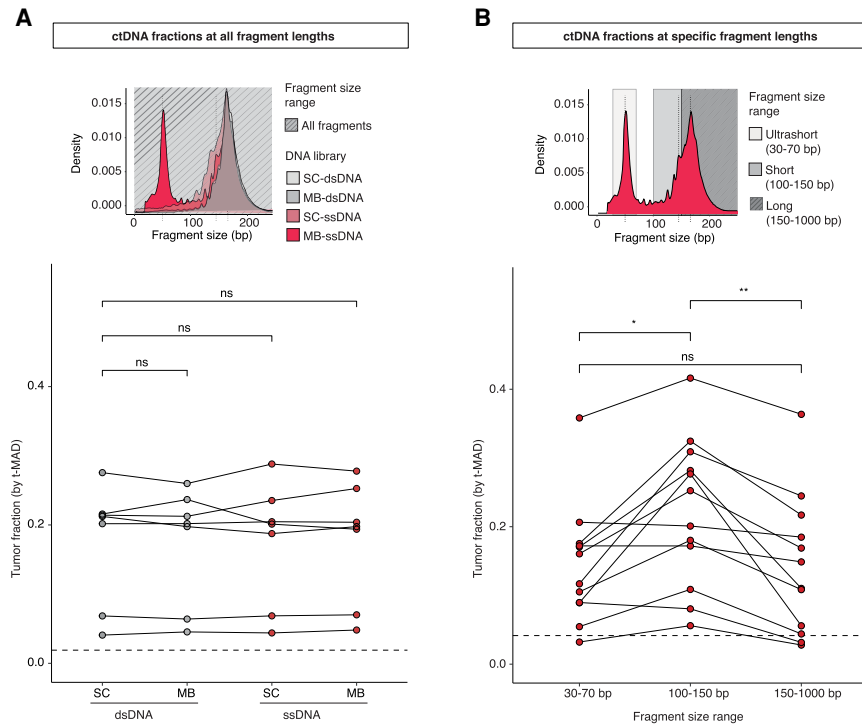 A
ctDNA fractions at all fragment lengths
0.015
0.010
0.005
0.000
Density
0
100
200
Fragment size (bp)
Fragment size
range
All fragments
DNA library
SC-dsDNA
MB-dsDNA
SC-ssDNA
MB-ssDNA
ns
ns
ns
0.4
0.2
0.0
Tumor fraction (by t-MAD)
SC
MB
SC
MB
dsDNA
ssDNA
B
ctDNA fractions at specific fragment lengths
0.015
0.010
0.005
0.000
Density
0
100
200
Fragment size (bp)
Fragment size
range
Ultrashort
(30-70 bp)
Short
(100-150 bp)
Long
(150-1000 bp)
**
*
ns
0.4
0.2
0.0
Tumor fraction (by t-MAD)
30-70 bp
100-150 bp
150-1000 bp
Fragment size range